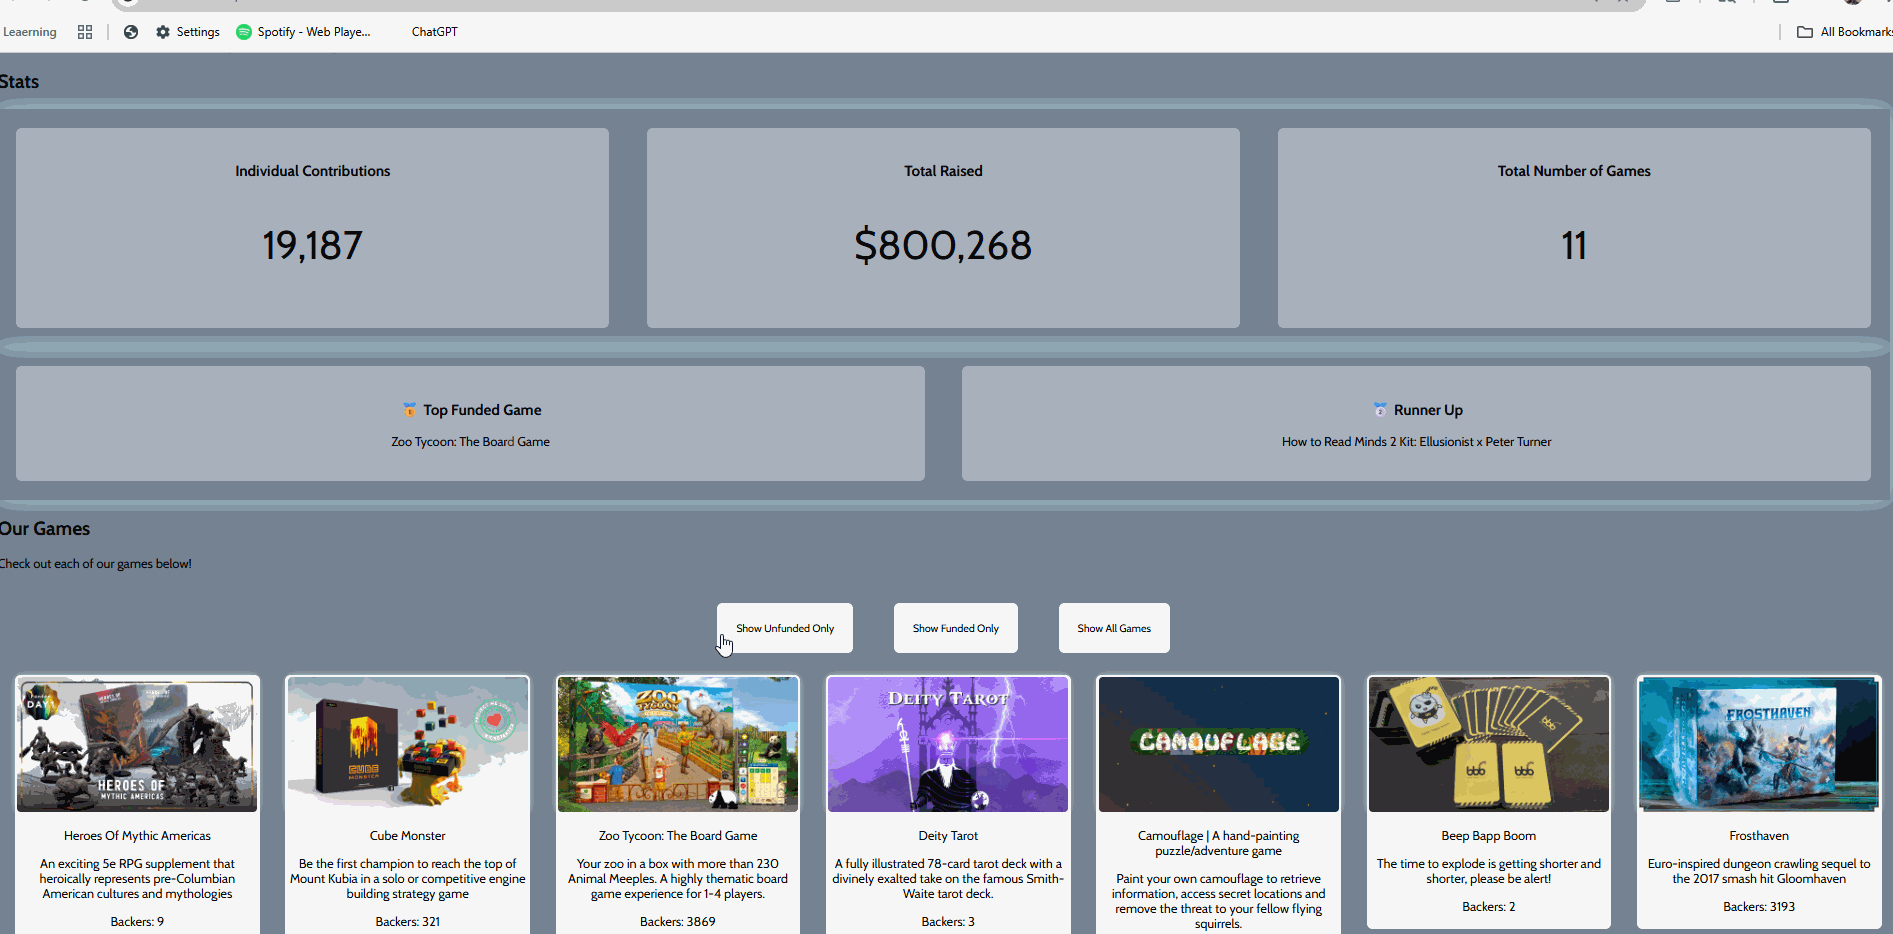 Leaerning
Settings
Spotify - Web Playe...
ChatGPT
All Bookmarks
Stats
Individual Contributions
19,187
Total Raised
$800,268
Total Number of Games
11
Top Funded Game
Zoo Tycoon: The Board Game
Runner Up
How to Read Minds 2 Kit: Ellusionist x Peter Turner
Our Games
Check out each of our games below!
Show Unfunded Only
Show Funded Only
Show All Games
DAY 1
HEROES OF
MYTHIC AMERICAS
Heroes Of Mythic Americas
An exciting 5e RPG supplement that
heroically represents pre-Columbian
American cultures and mythologies
Backers: 9
CUBE
MONSTER
Cube Monster
Be the first champion to reach the top of
Mount Kubia in a solo or competitive engine
building strategy game
Backers: 321
ZOO
TYCOON
Zoo Tycoon: The Board Game
Your zoo in a box with more than 230
Animal Meeples. A highly thematic board
game experience for 1-4 players.
Backers: 3869
DEITY TAROT
Deity Tarot
A fully illustrated 78-card tarot deck with a
divinely exalted take on the famous Smith-
Waite tarot deck.
Backers: 3
CAMOUFLAGE
Camouflage | A hand-painting
puzzle/adventure game
Paint your own camouflage to retrieve
information, access secret locations and
remove the threat to your fellow flying
squirrels.
bbb
bbb
bbb
Beep Bapp Boom
The time to explode is getting shorter and
shorter, please be alert!
Backers: 2
FROSTHAVEN
Frosthaven
Euro-inspired dungeon crawling sequel to
the 2017 smash hit Gloomhaven
Backers: 3193